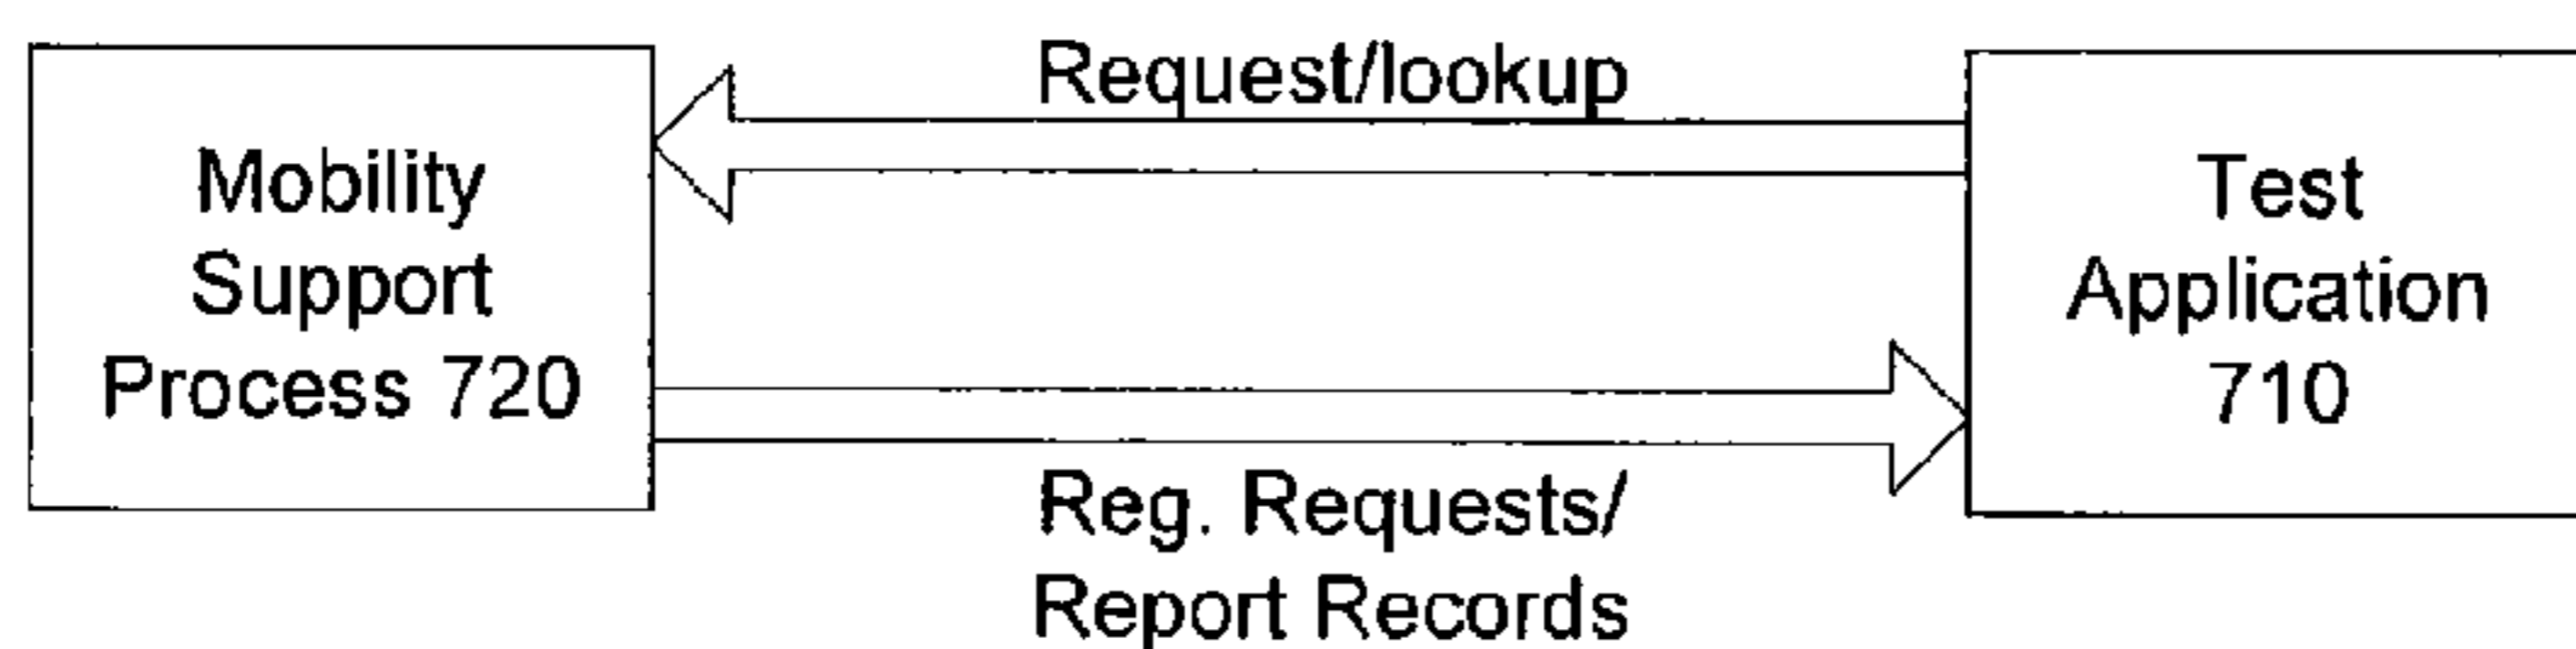 Mobility
Support
Process 720
Request/lookup
Reg. Requests/
Report Records
Test
Application
710